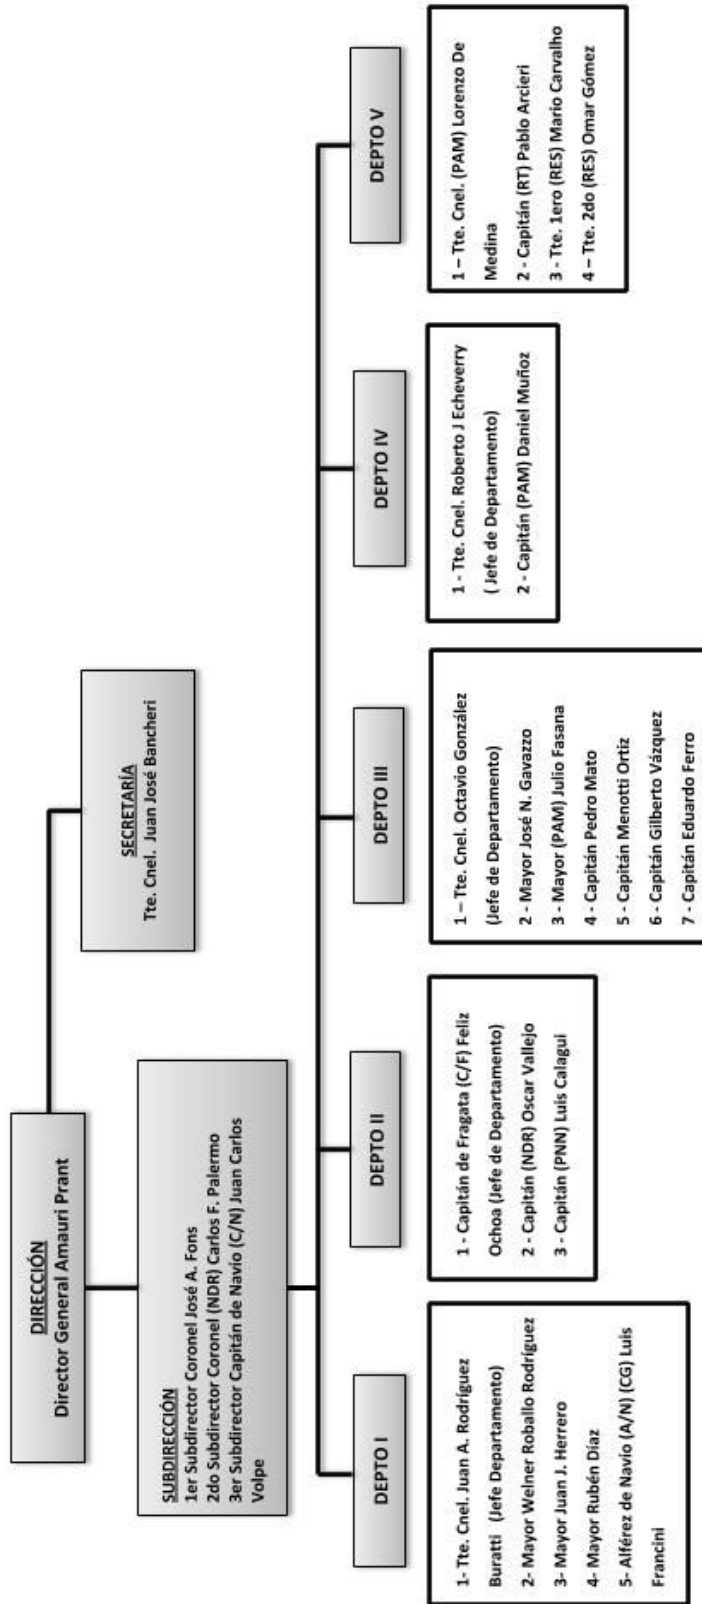 DIRECCIÓN
Director General Amauri Prant
SECRETARÍA
Tte. Cnel. Juan José Bancheri
SUBDIRECCIÓN
1er Subdirector Coronel José A. Fons
2do Subdirector Coronel (NDR) Carlos F. Palermo
3er Subdirector Capitán de Navio (C/N) Juan Carlos
Volpe
DEPTO I
1- Tte. Cnel. Juan A. Rodríguez
Buratti (Jefe Departamento)
2- Mayor Welner Roballo Rodríguez
3- Mayor Juan J. Herrero
4- Mayor Rubén Díaz
5- Alférez de Navío (A/N) (CG) Luis
Francini
DEPTO II
1 - Capitán de Fragata (C/F) Feliz
Ochoa (Jefe de Departamento)
2 - Capitán (NDR) Oscar Vallejo
3 - Capitán (PNN) Luis Calagui
DEPTO III
1 – Tte. Cnel. Octavio González
(Jefe de Departamento)
2 - Mayor José N. Gavazzo
3 - Mayor (PAM) Julio Fasana
4 - Capitán Pedro Mato
5 - Capitán Menotti Ortiz
6 - Capitán Gilberto Vázquez
7 - Capitán Eduardo Ferro
DEPTO IV
1 - Tte. Cnel. Roberto J Echeverry
( Jefe de Departamento)
2 - Capitán (PAM) Daniel Muñoz
DEPTO V
1 – Tte. Cnel. (PAM) Lorenzo De
Medina
2 - Capitán (RT) Pablo Arcieri
3 - Tte. 1ero (RES) Mario Carvalho
4 – Tte. 2do (RES) Omar Gómez